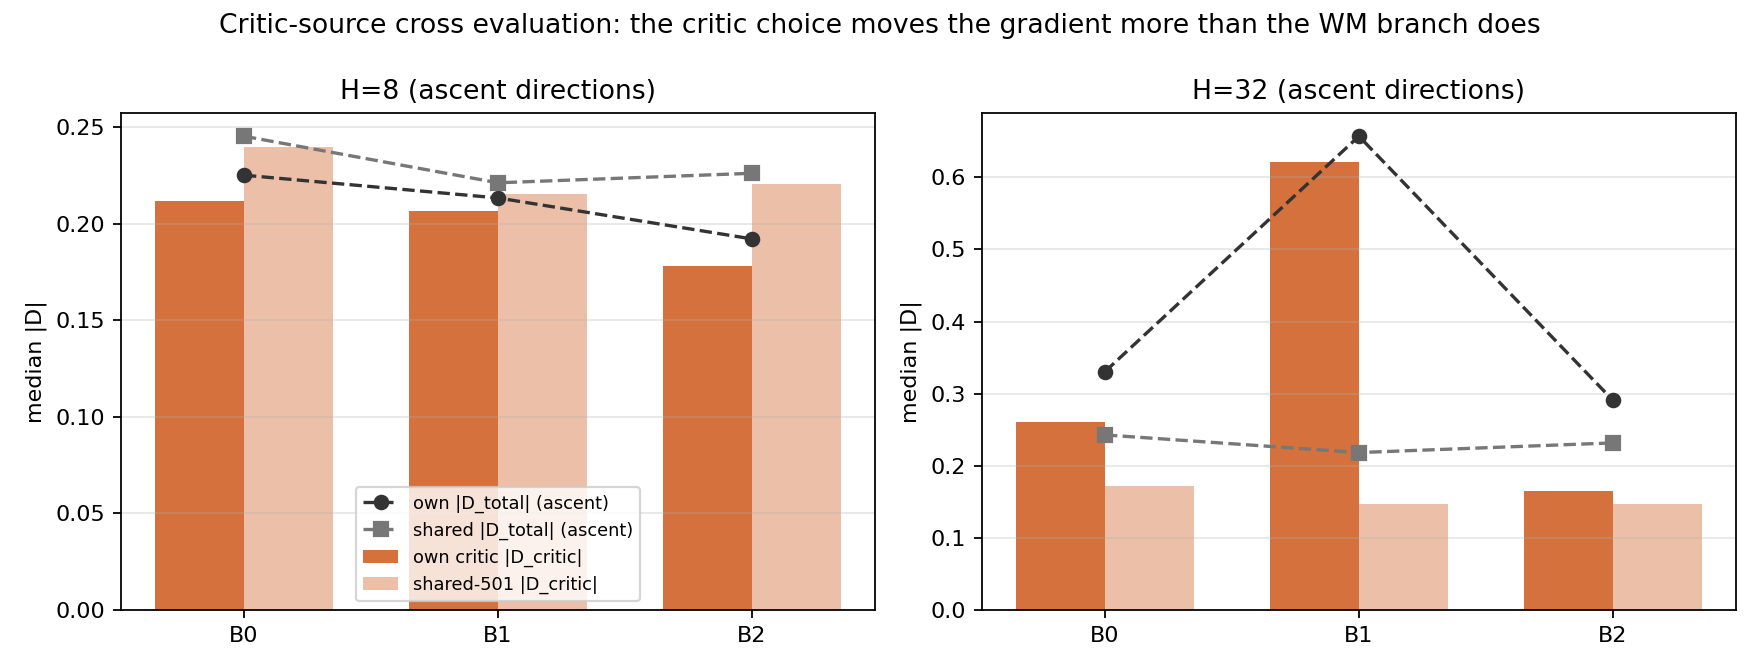 Critic-source cross evaluation: the critic choice moves the gradient more than the WM branch does
H=8 (ascent directions)
median |D|
0.25
0.20
0.15
0.10
0.05
0.00
B0
B1
B2
own |D_total| (ascent)
shared |D_total| (ascent)
own critic |D_critic|
shared-501 |D_critic|
H=32 (ascent directions)
median |D|
0.6
0.5
0.4
0.3
0.2
0.1
0.0
B0
B1
B2